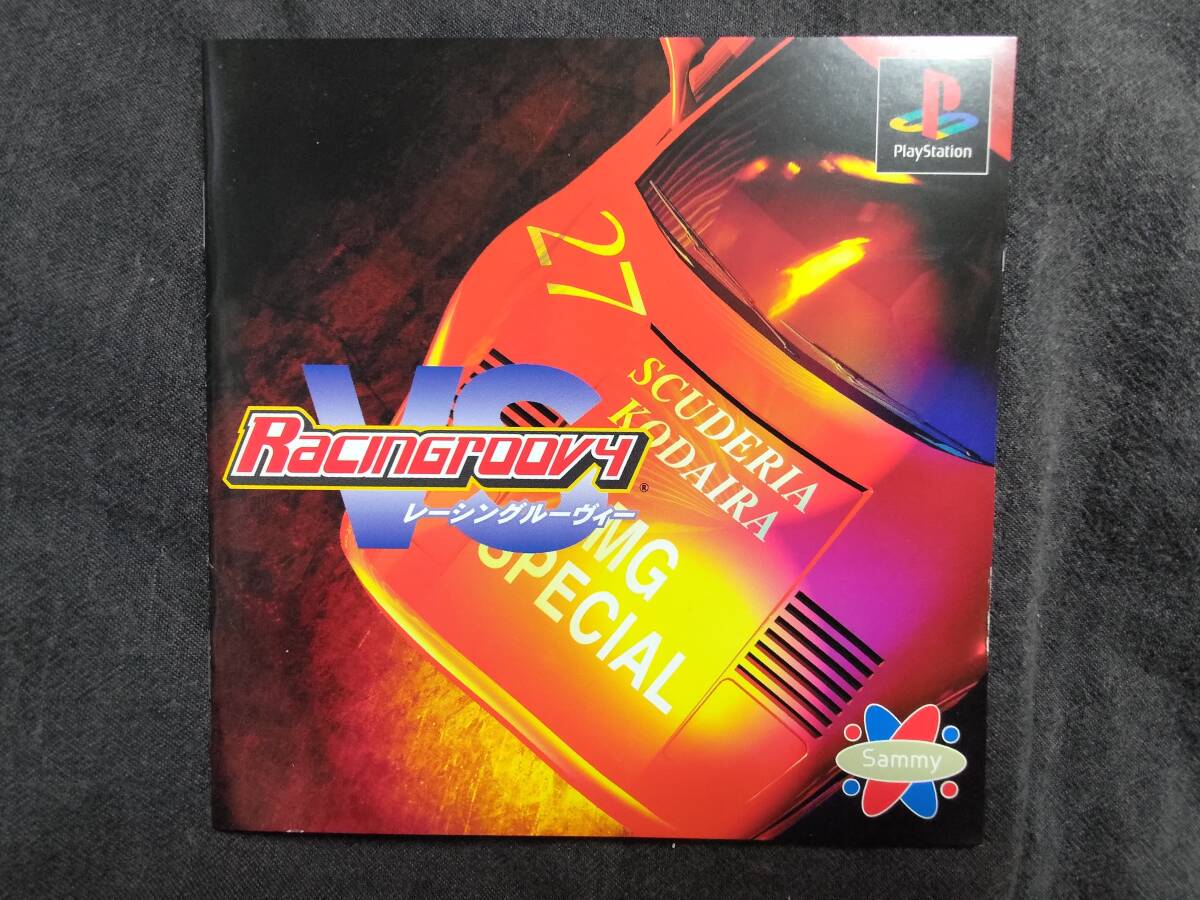 PlayStation
27
SCUDERIA
KODAIRA
VS
RacinGroovy
®
レーシングルーヴィー
MG
SPECIAL
Sammy